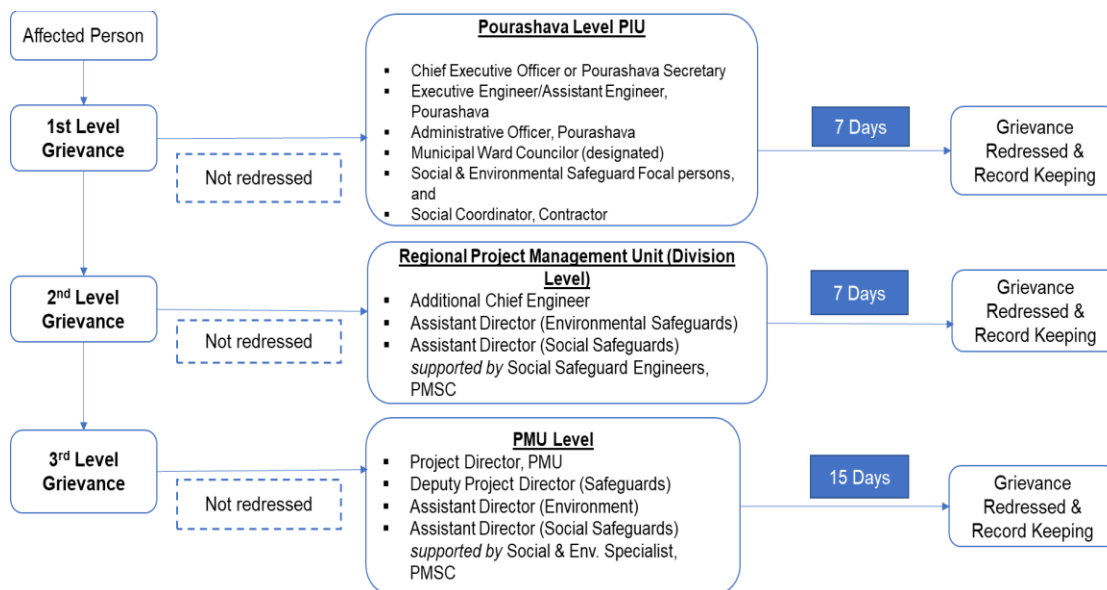 Affected Person
1st Level
Grievance
Not redressed
Pourashava Level PIU
▪ Chief Executive Officer or Pourashava Secretary
▪ Executive Engineer/Assistant Engineer,
Pourashava
▪ Administrative Officer, Pourashava
▪ Municipal Ward Councilor (designated)
▪ Social & Environmental Safeguard Focal persons,
and
▪ Social Coordinator, Contractor
7 Days
Grievance
Redressed &
Record Keeping
2nd Level
Grievance
Not redressed
Regional Project Management Unit (Division
Level)
▪ Additional Chief Engineer
▪ Assistant Director (Environmental Safeguards)
▪ Assistant Director (Social Safeguards)
supported by Social Safeguard Engineers,
PMSC
7 Days
Grievance
Redressed &
Record Keeping
3rd Level
Grievance
Not redressed
PMU Level
▪ Project Director, PMU
▪ Deputy Project Director (Safeguards)
▪ Assistant Director (Environment)
▪ Assistant Director (Social Safeguards)
supported by Social & Env. Specialist,
PMSC
15 Days
Grievance
Redressed &
Record Keeping